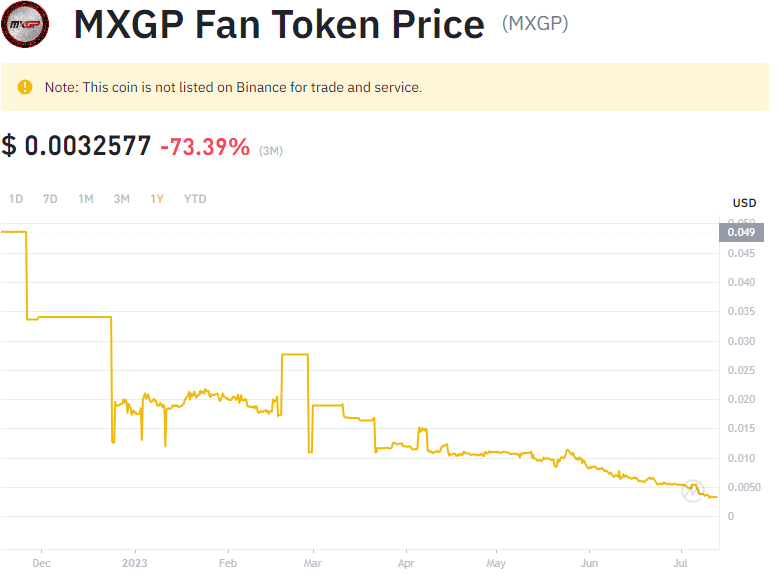 MXGP
MXGP Fan Token Price (MXGP)
Note: This coin is not listed on Binance for trade and service.
$ 0.0032577 -73.39% (3M)
1D 7D 1M 3M 1Y YTD
USD
0.050
0.049
0.045
0.040
0.035
0.030
0.025
0.020
0.015
0.010
0.0050
0
Dec 2023 Feb Mar Apr May Jun Jul